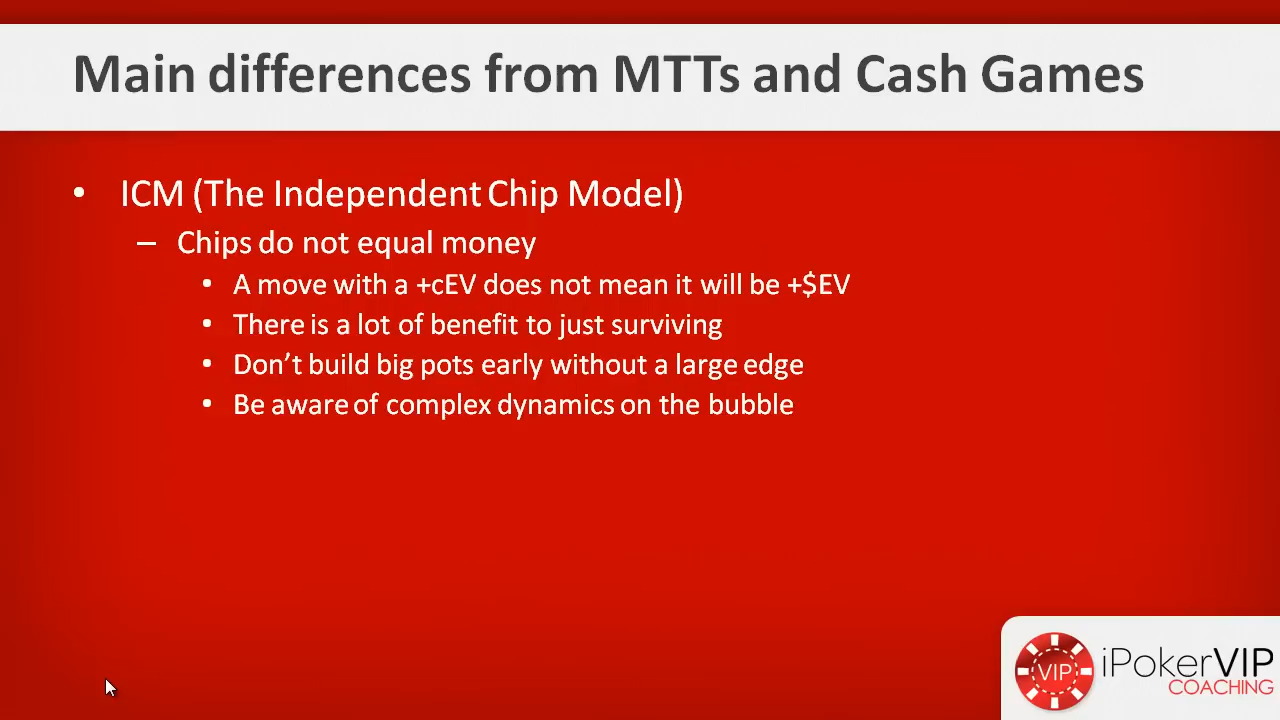 Main differences from MTTs and Cash Games
• ICM (The Independent Chip Model)
– Chips do not equal money
• A move with a +cEV does not mean it will be +$EV
• There is a lot of benefit to just surviving
• Don’t build big pots early without a large edge
• Be aware of complex dynamics on the bubble
VIP
iPokerVIP
COACHING